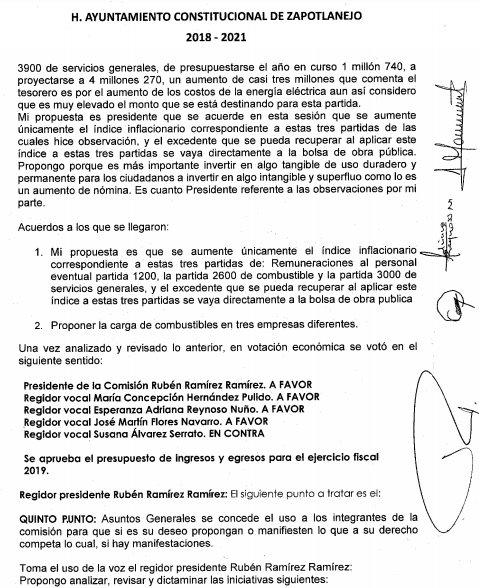 H. AYUNTAMIENTO CONSTITUCIONAL DE ZAPOTLANEJO
2018 - 2021
3900 de servicios generales, de presupuestarse el año en curso 1 millón 740, a
proyectarse a 4 millones 270, un aumento de casi tres millones que comenta el
tesorero es por el aumento de los costos de la energía eléctrica aun así considero
que es muy elevado el monto que se está destinando para esta partida.
Mi propuesta es presidente que se acuerde en esta sesión que se aumente
únicamente el índice inflacionario correspondiente a estas tres partidas de las
cuales hice observación, y el excedente que se pueda recuperar al aplicar este
índice a estas tres partidas se vaya directamente a la bolsa de obra pública.
Propongo porque es más importante invertir en algo tangible de uso duradero y
permanente para los ciudadanos a invertir en algo intangible y superfluo como lo es
un aumento de nómina. Es cuanto Presidente referente a las observaciones por mi
parte.
Acuerdos a los que se llegaron:
1. Mi propuesta es que se aumente únicamente el índice inflacionario
correspondiente a estas tres partidas de: Remuneraciones al personal
eventual partida 1200, la partida 2600 de combustible y la partida 3000 de
servicios generales, y el excedente que se pueda recuperar al aplicar este
índice a estas tres partidas se vaya directamente a la bolsa de obra publica
2. Proponer la carga de combustibles en tres empresas diferentes.
Una vez analizado y revisado lo anterior, en votación económica se votó en el
siguiente sentido:
Presidente de la Comisión Rubén Ramírez Ramírez. A FAVOR
Regidor vocal María Concepción Hernández Pulido. A FAVOR
Regidor vocal Esperanza Adriana Reynoso Nuño. A FAVOR
Regidor vocal José Martín Flores Navarro. A FAVOR
Regidor vocal Susana Álvarez Serrato. EN CONTRA
Se aprueba el presupuesto de ingresos y egresos para el ejercicio fiscal
2019.
Regidor presidente Rubén Ramírez Ramírez: El siguiente punto a tratar es el:
QUINTO PUNTO: Asuntos Generales se concede el uso a los integrantes de la
comisión para que si es su deseo propongan o manifiesten lo que a su derecho
competa lo cual, si hay manifestaciones.
Toma el uso de la voz el regidor presidente Rubén Ramírez Ramírez:
Propongo analizar, revisar y dictaminar las iniciativas siguientes: